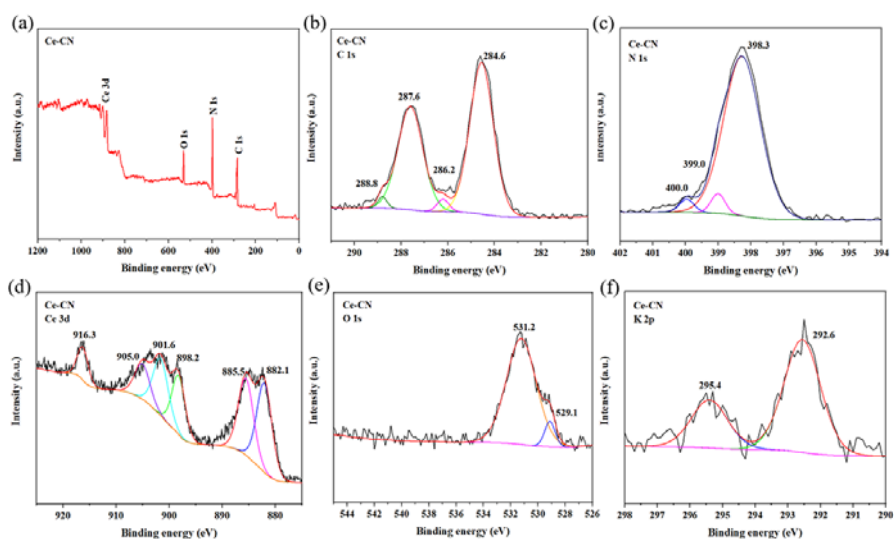 (a)
Ce-CN
Ce 3d
O 1s
N 1s
C 1s
Intensity (a.u.)
1200 1000 800 600 400 200 0
Binding energy (eV)
(b)
Ce-CN
C 1s
284.6
287.6
286.2
288.8
Intensity (a.u.)
290 288 286 284 282 280
Binding energy (eV)
(c)
Ce-CN
N 1s
398.3
399.0
400.0
Intensity (a.u.)
402 401 400 399 398 397 396 395 394
Binding energy (eV)
(d)
Ce-CN
Ce 3d
916.3
905.0
901.6
898.2
885.5
882.1
Intensity (a.u.)
920 910 900 890 880
Binding energy (eV)
(e)
Ce-CN
O 1s
531.2
529.1
Intensity (a.u.)
544 542 540 538 536 534 532 530 528 526
Binding energy (eV)
(f)
Ce-CN
K 2p
292.6
295.4
Intensity (a.u.)
298 297 296 295 294 293 292 291 290 290
Binding energy (eV)